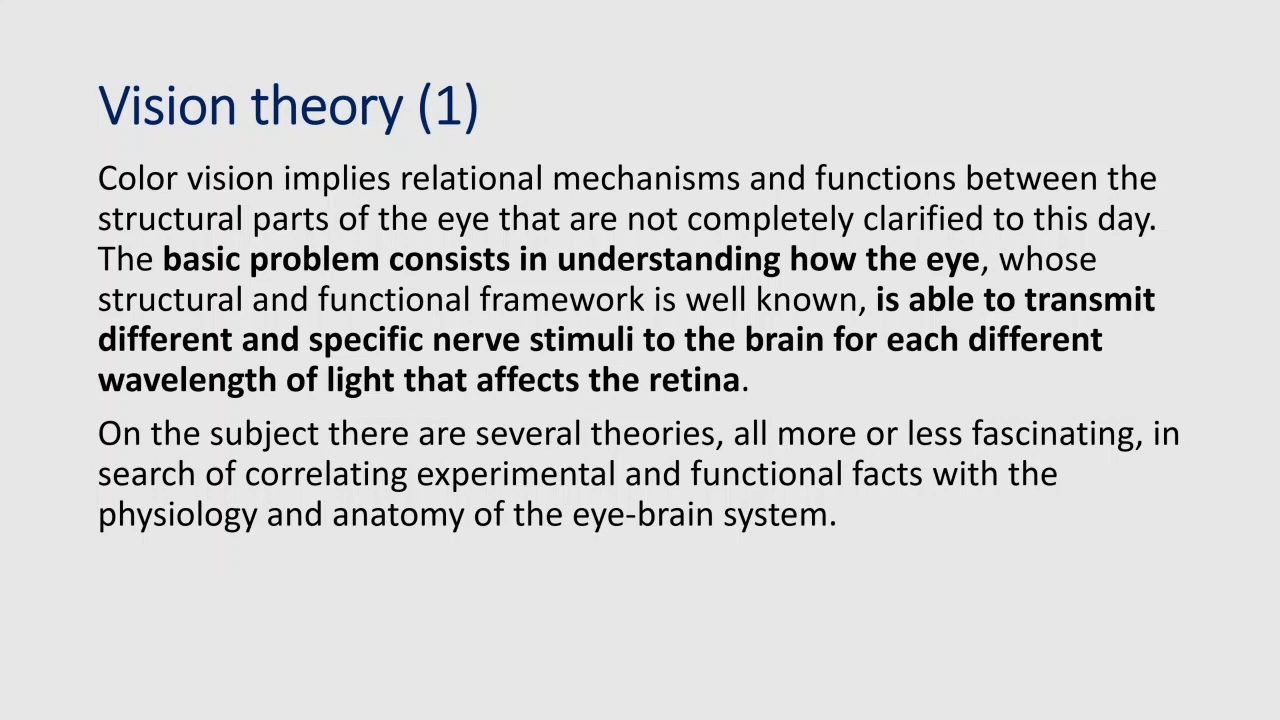 Vision theory (1)
Color vision implies relational mechanisms and functions between the
structural parts of the eye that are not completely clarified to this day.
The basic problem consists in understanding how the eye, whose
structural and functional framework is well known, is able to transmit
different and specific nerve stimuli to the brain for each different
wavelength of light that affects the retina.
On the subject there are several theories, all more or less fascinating, in
search of correlating experimental and functional facts with the
physiology and anatomy of the eye-brain system.